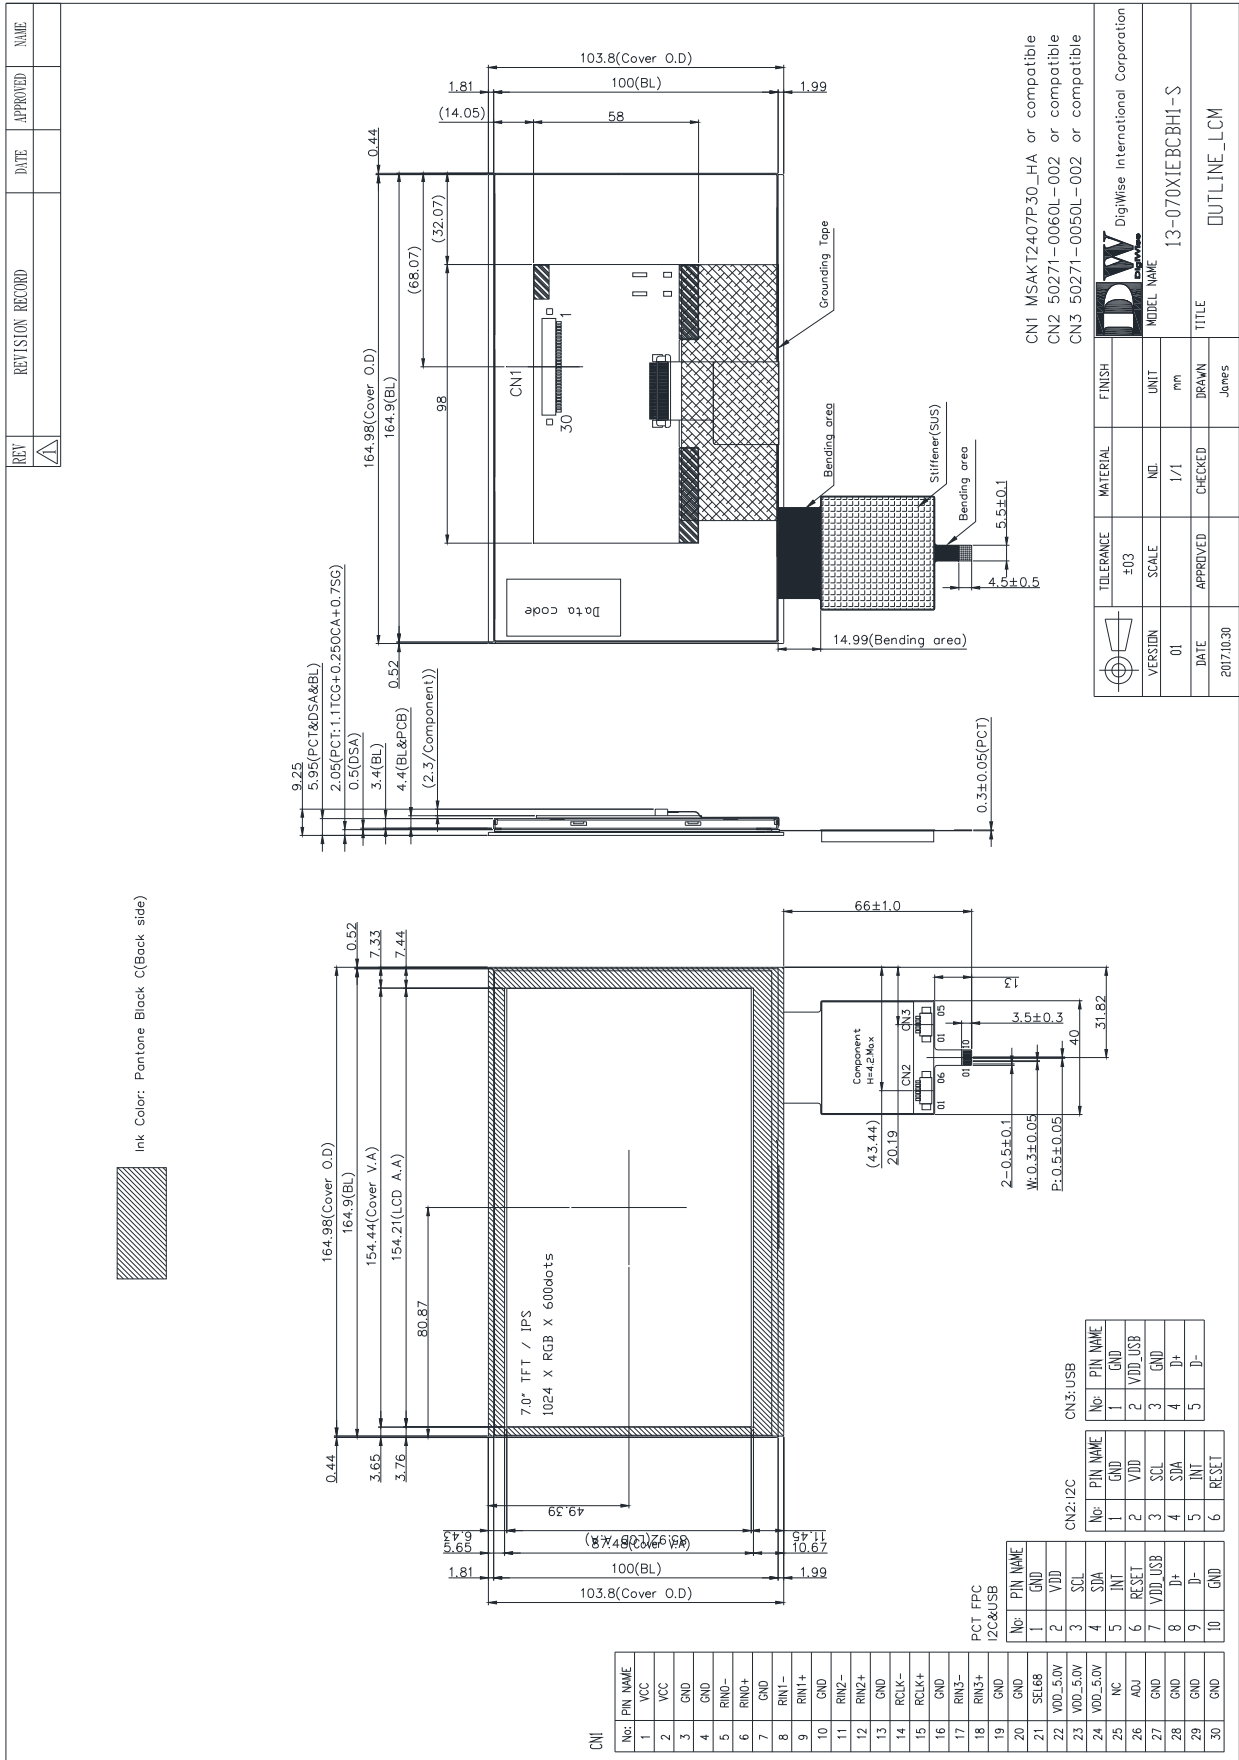 REV
REVISION RECORD
DATE
APPROVED
NAME
1
Ink Color: Pantone Black C(Back side)
164.98(Cover O.D)
164.9(BL)
154.44(Cover V.A)
154.21(LCD A.A)
80.87
0.44
3.65
3.76
0.52
7.33
7.44
7.0" TFT / IPS
1024 X RGB X 600dots
49.39
6.43
5.65
1.81
87.48(Cover V.A)
100(BL)
103.8(Cover O.D)
11.45
10.67
1.99
66±1.0
13
3.5±0.3
40
31.82
Component
H=4.2Max
CN2
CN3
01
06
01
05
01
10
(43.44)
20.19
2-0.5±0.1
W:0.3±0.05
P:0.5±0.05
9.25
5.95(PCT&DSA&BL)
2.05(PCT:1.1TCG+0.25OCA+0.7SG)
0.5(DSA)
3.4(BL)
4.4(BL&PCB)
(2.3/Component))
0.3±0.05(PCT)
164.98(Cover O.D)
164.9(BL)
(68.07)
98
(32.07)
0.44
0.52
(14.05)
58
1.81
100(BL)
1.99
103.8(Cover O.D)
CN1
30
1
Data code
Grounding Tape
Bending area
Stiffener(SUS)
Bending area
5.5±0.1
4.5±0.5
14.99(Bending area)
CN1 MSAKT2407P30_HA or compatible
CN2 50271-0060L-002 or compatible
CN3 50271-0050L-002 or compatible
CN1
No: PIN NAME
1 VCC
2 VCC
3 GND
4 GND
5 RIN0-
6 RIN0+
7 GND
8 RIN1-
9 RIN1+
10 GND
11 RIN2-
12 RIN2+
13 GND
14 RCLK-
15 RCLK+
16 GND
17 RIN3-
18 RIN3+
19 GND
20 GND
21 SEL68
22 VDD_5.0V
23 VDD_5.0V
24 VDD_5.0V
25 NC
26 ADJ
27 GND
28 GND
29 GND
30 GND
PCT FPC
I2C&USB
No: PIN NAME
1 GND
2 VDD
3 SCL
4 SDA
5 INT
6 RESET
7 VDD_USB
8 D+
9 D-
10 GND
CN2:I2C
No: PIN NAME
1 GND
2 VDD
3 SCL
4 SDA
5 INT
6 RESET
CN3:USB
No: PIN NAME
1 GND
2 VDD_USB
3 GND
4 D+
5 D-
TOLERANCE
±03
MATERIAL
FINISH
DW
DigiWise
DigiWise International Corporation
VERSION
01
SCALE
NO.
1/1
UNIT
mm
MODEL NAME
13-070XIEBCBH1-S
DATE
2017.10.30
APPROVED
CHECKED
DRAWN
James
TITLE
OUTLINE_LCM